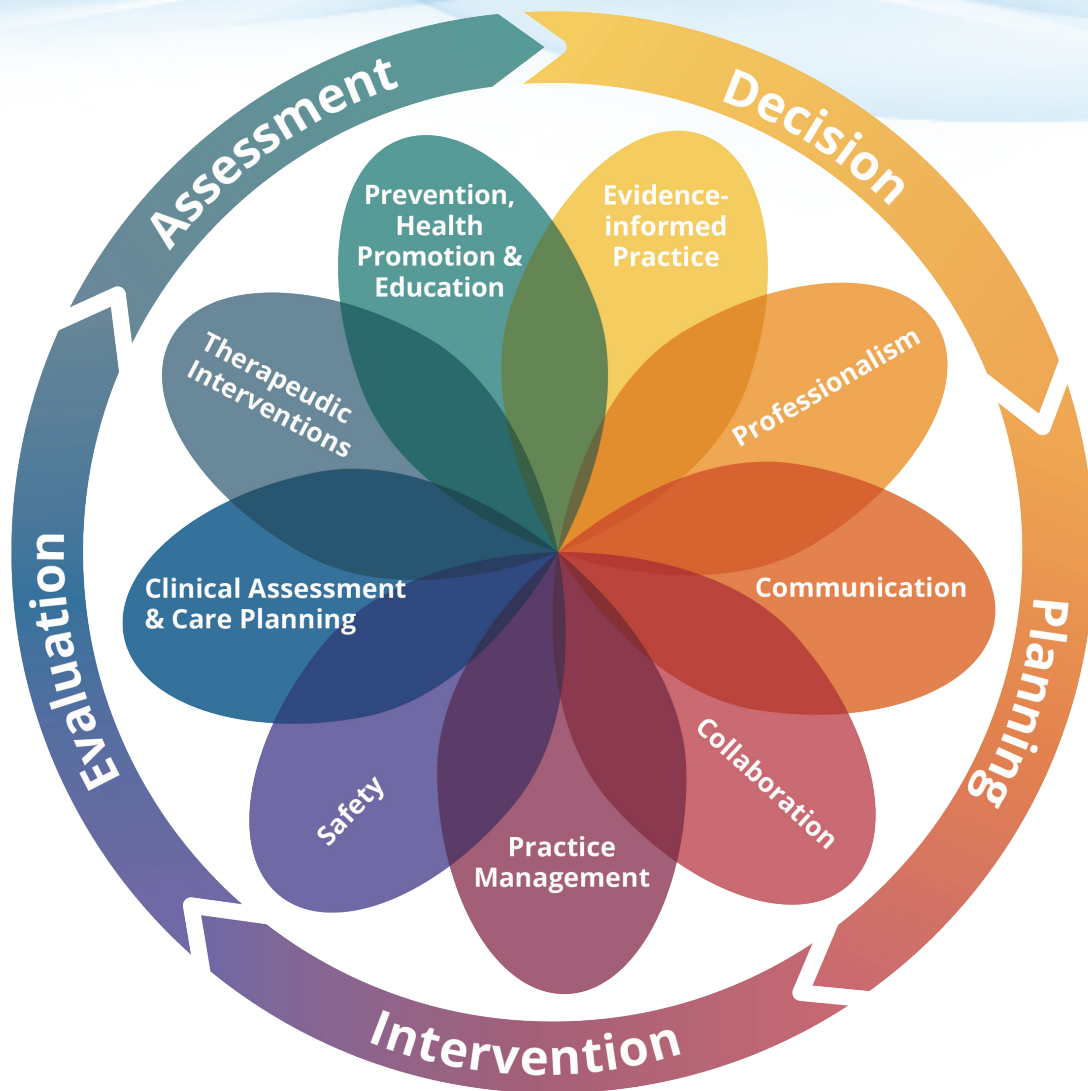 Assessment
Decision
Planning
Intervention
Evaluation
Prevention,
Health
Promotion &
Education
Evidence-
informed
Practice
Professionalism
Communication
Collaboration
Practice
Management
Safety
Clinical Assessment
& Care Planning
Therapeudic
Interventions